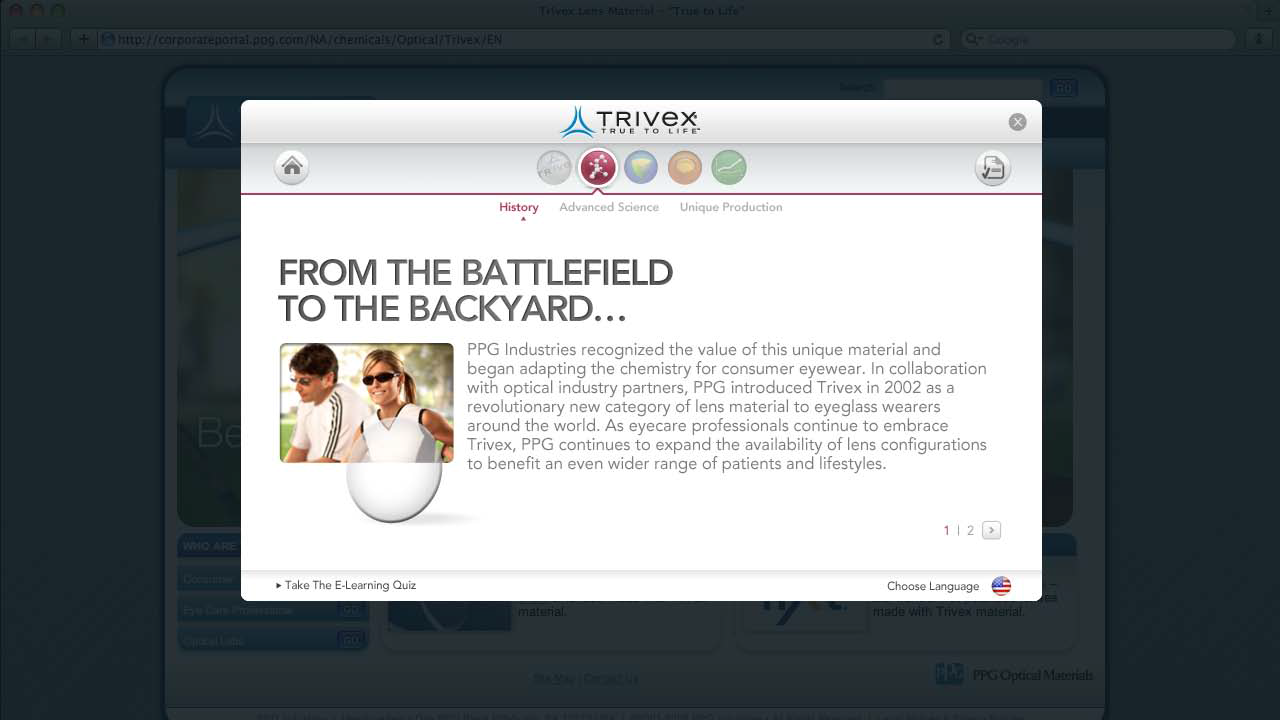 Trivex Lens Material – "True to Life"
http://corporateportal.ppg.com/NA/chemicals/Optical/Trivex/EN
Google
Search
GO
TRIVEX
TRUE TO LIFE™
History
Advanced Science
Unique Production
FROM THE BATTLEFIELD
TO THE BACKYARD...
PPG Industries recognized the value of this unique material and
began adapting the chemistry for consumer eyewear. In collaboration
with optical industry partners, PPG introduced Trivex in 2002 as a
revolutionary new category of lens material to eyeglass wearers
around the world. As eyecare professionals continue to embrace
Trivex, PPG continues to expand the availability of lens configurations
to benefit an even wider range of patients and lifestyles.
1 | 2 >
Take The E-Learning Quiz
Choose Language
Be
WHO ARE
Consumer
Eye Care Professional GO
Optical Labs GO
material.
made with Trivex material.
Site Map | Contact Us
PPG PPG Optical Materials